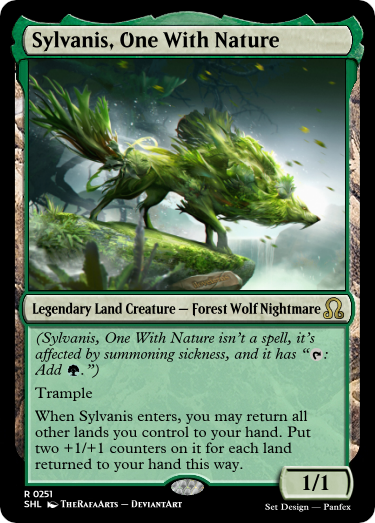 Sylvanis, One With Nature
Legendary Land Creature — Forest Wolf Nightmare
(Sylvanis, One With Nature isn't a spell, it's
affected by summoning sickness, and it has “:
Add .”)
Trample
When Sylvanis enters, you may return all
other lands you control to your hand. Put
two +1/+1 counters on it for each land
returned to your hand this way.
1/1
R 0251
SHL TheRafaArts — DeviantArt
Set Design — Panfex